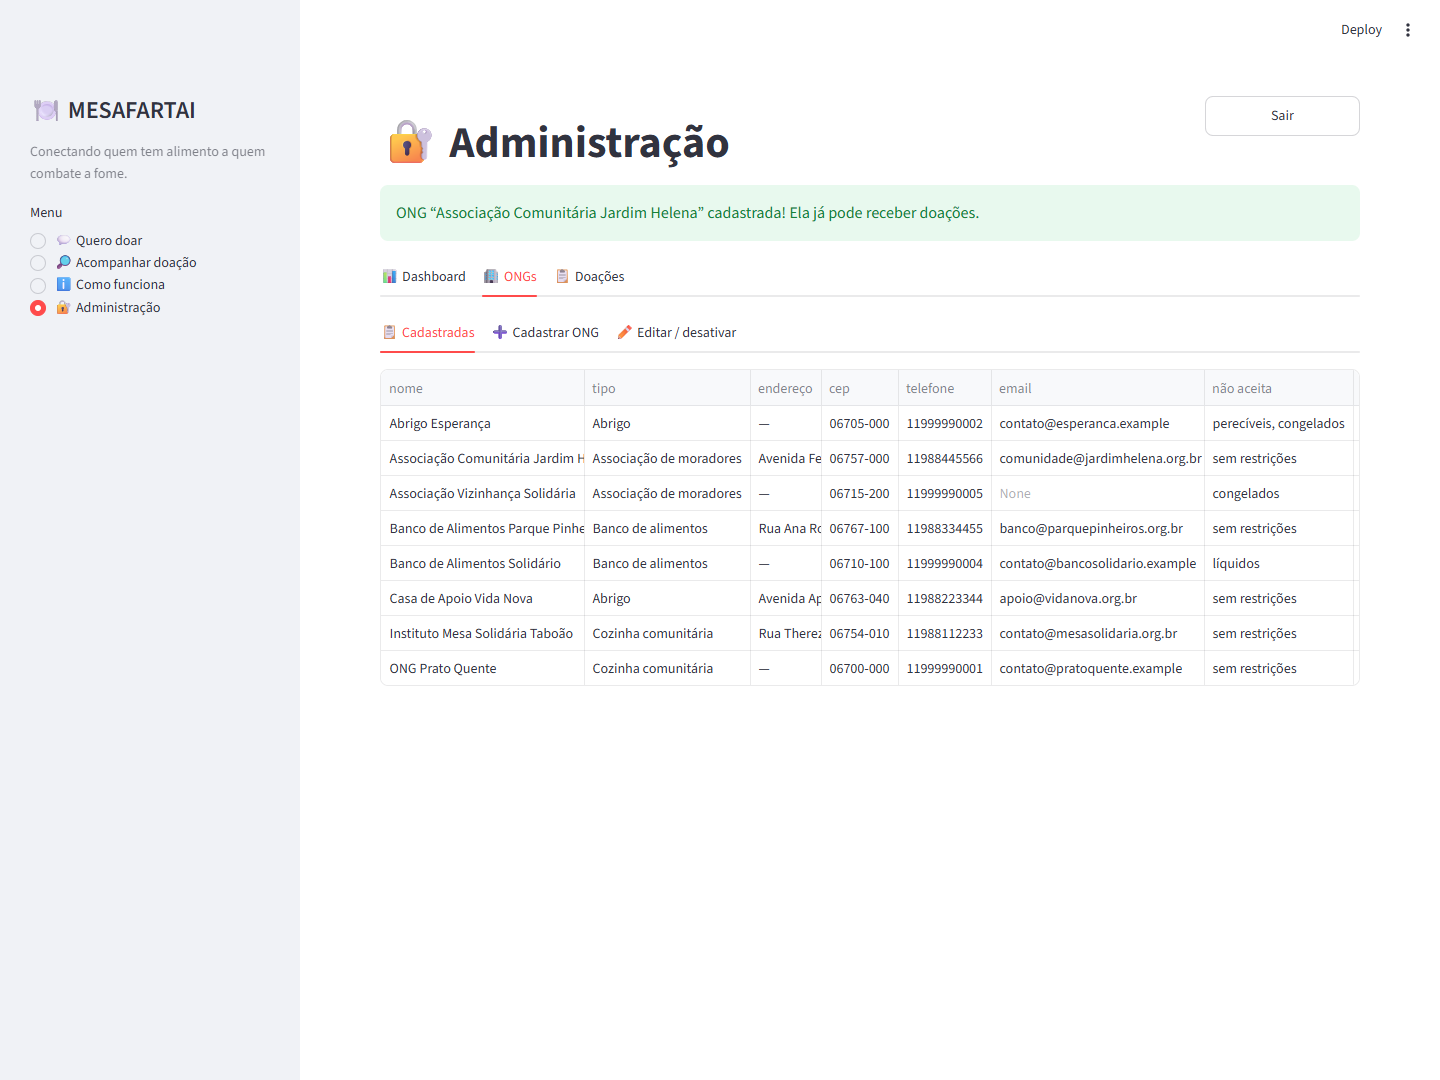 Deploy
MESAFARTAI
Conectando quem tem alimento a quem
combate a fome.
Menu
Quero doar
Acompanhar doação
Como funciona
Administração
Sair
Administração
ONG “Associação Comunitária Jardim Helena” cadastrada! Ela já pode receber doações.
Dashboard ONGs Doações
Cadastradas Cadastrar ONG Editar / desativar
nome tipo endereço cep telefone email não aceita
Abrigo Esperança Abrigo — 06705-000 11999990002 contato@esperanca.example perecíveis, congelados
Associação Comunitária Jardim H Associação de moradores Avenida Fe 06757-000 11988445566 comunidade@jardimhelena.org.br sem restrições
Associação Vizinhança Solidária Associação de moradores — 06715-200 11999990005 None congelados
Banco de Alimentos Parque Pinhe Banco de alimentos Rua Ana Ro 06767-100 11988334455 banco@parquepinheiros.org.br sem restrições
Banco de Alimentos Solidário Banco de alimentos — 06710-100 11999990004 contato@bancosolidario.example líquidos
Casa de Apoio Vida Nova Abrigo Avenida Ap 06763-040 11988223344 apoio@vidanova.org.br sem restrições
Instituto Mesa Solidária Taboão Cozinha comunitária Rua Therez 06754-010 11988112233 contato@mesasolidaria.org.br sem restrições
ONG Prato Quente Cozinha comunitária — 06700-000 11999990001 contato@pratoquente.example sem restrições